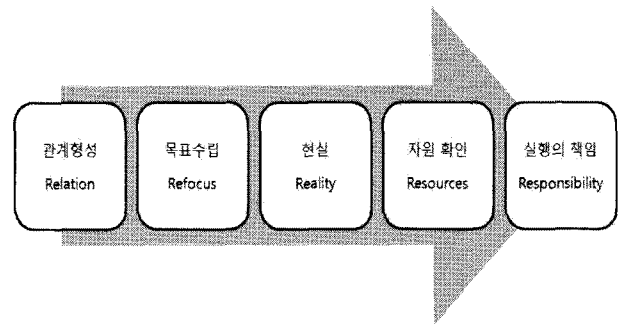 관계형성
Relation
목표수립
Refocus
현실
Reality
자원 확인
Resources
실행의 책임
Responsibility